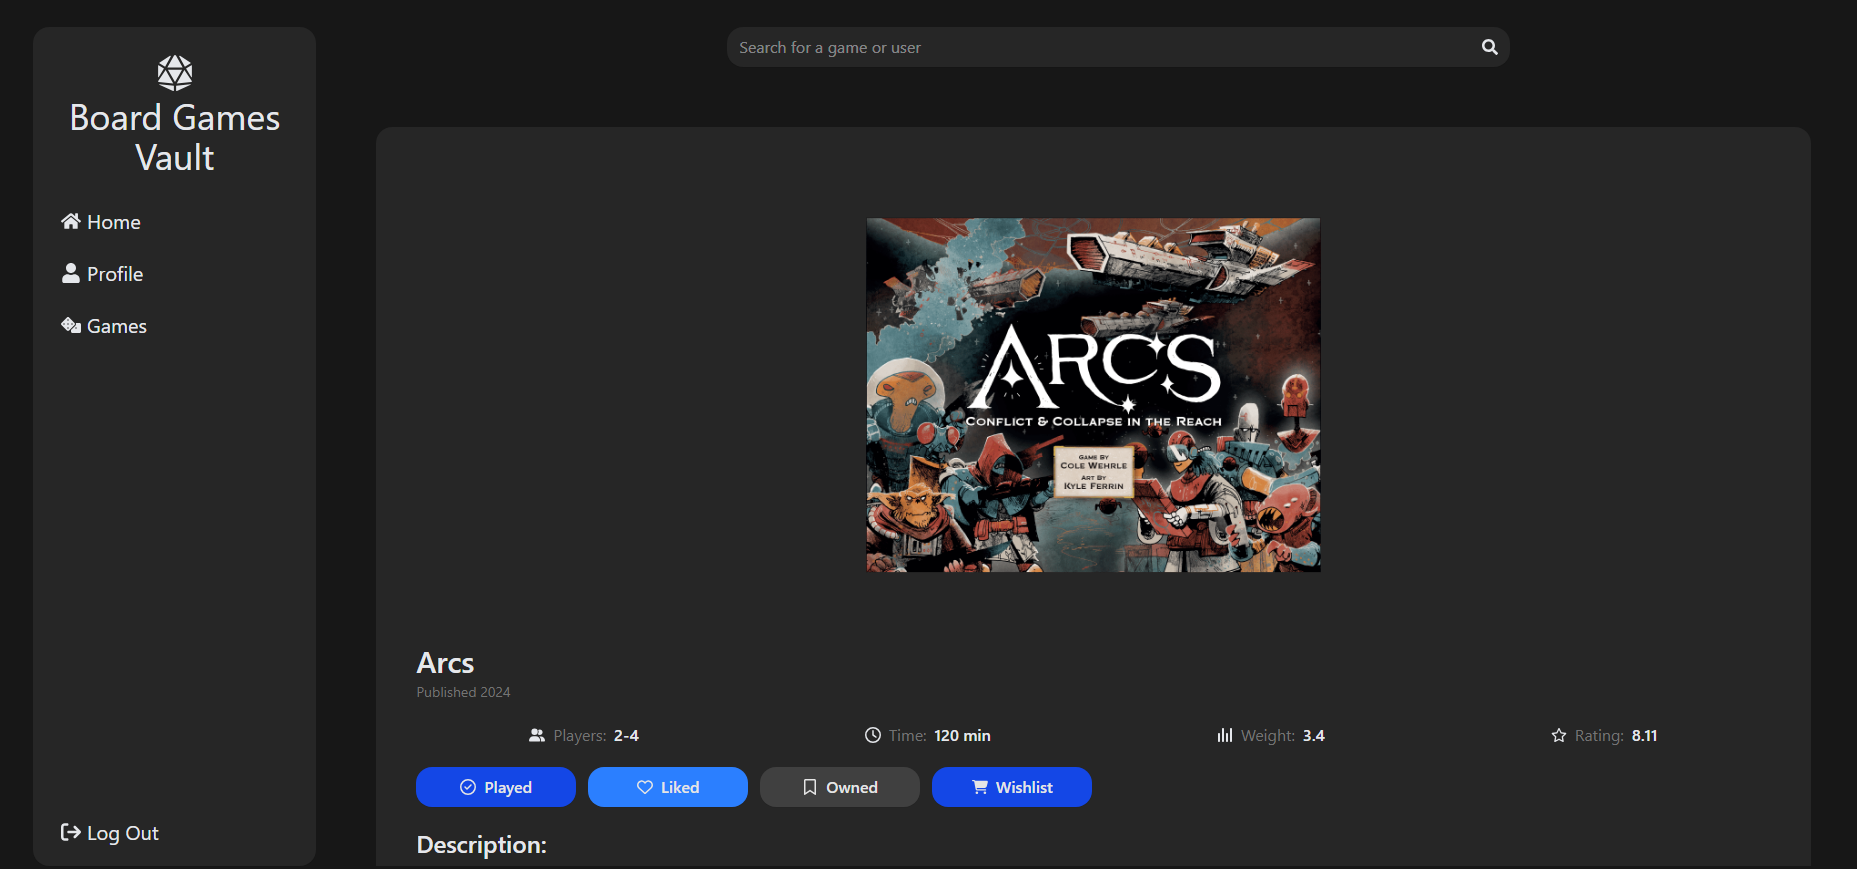 Board Games
Vault
Home
Profile
Games
Log Out
Search for a game or user
ARCS
CONFLICT & COLLAPSE IN THE REACH
GAME BY
COLE WEHRLE
ART BY
KYLE FERRIN
Arcs
Published 2024
Players: 2-4 Time: 120 min Weight: 3.4 Rating: 8.11
Played Liked Owned Wishlist
Description: